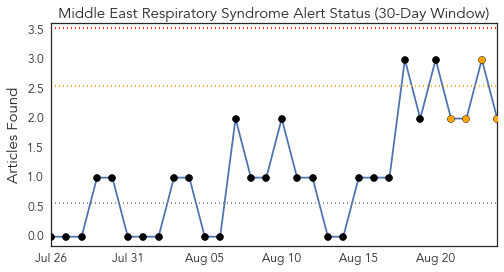 Middle East Respiratory Syndrome Alert Status (30-Day Window)
Articles Found
3.5
3.0
2.5
2.0
1.5
1.0
0.5
0.0
Jul 26 Jul 31 Aug 05 Aug 10 Aug 15 Aug 20